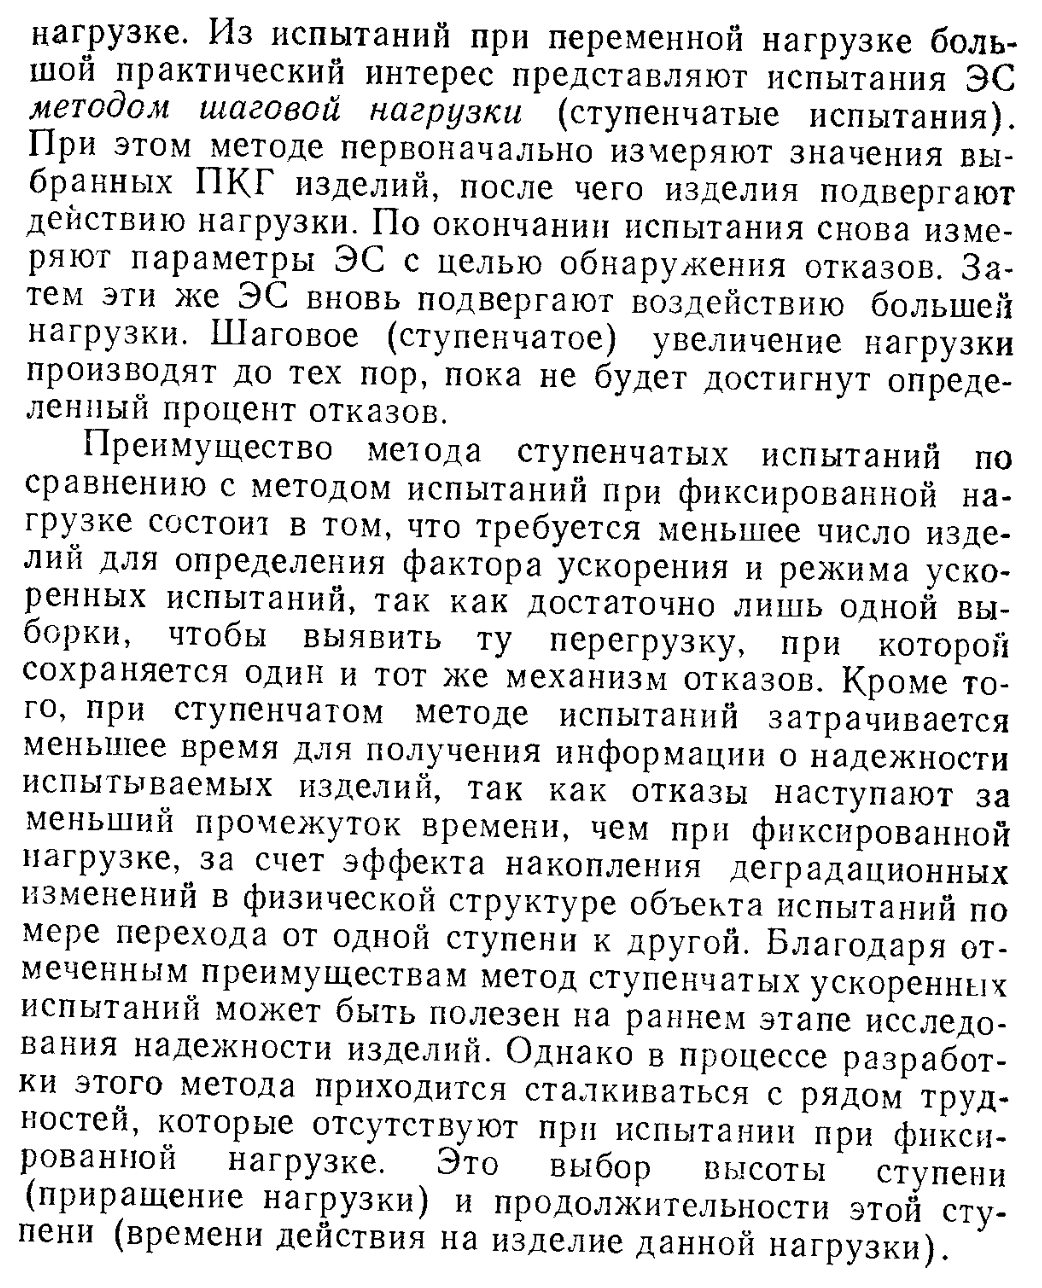 нагрузке. Из испытаний при переменной нагрузке боль-
шой практический интерес представляют испытания ЭС
методом шаговой нагрузки (ступенчатые испытания).
При этом методе первоначально измеряют значения вы-
бранных ПКГ изделий, после чего изделия подвергают
действию нагрузки. По окончании испытания снова изме-
ряют параметры ЭС с целью обнаружения отказов. За-
тем эти же ЭС вновь подвергают воздействию большей
нагрузки. Шаговое (ступенчатое) увеличение нагрузки
производят до тех пор, пока не будет достигнут опреде-
ленный процент отказов.
Преимущество метода ступенчатых испытаний по
сравнению с методом испытаний при фиксированной на-
грузке состоит в том, что требуется меньшее число изде-
лий для определения фактора ускорения и режима уско-
ренных испытаний, так как достаточно лишь одной вы-
борки, чтобы выявить ту перегрузку, при которой
сохраняется один и тот же механизм отказов. Кроме то-
го, при ступенчатом методе испытаний затрачивается
меньшее время для получения информации о надежности
испытываемых изделий, так как отказы наступают за
меньший промежуток времени, чем при фиксированной
нагрузке, за счет эффекта накопления деградационных
изменений в физической структуре объекта испытаний по
мере перехода от одной ступени к другой. Благодаря от-
меченным преимуществам метод ступенчатых ускоренных
испытаний может быть полезен на раннем этапе исследо-
вания надежности изделий. Однако в процессе разработ-
ки этого метода приходится сталкиваться с рядом труд-
ностей, которые отсутствуют при испытании при фикси-
рованной нагрузке. Это выбор высоты ступени
(приращение нагрузки) и продолжительности этой сту-
пени (времени действия на изделие данной нагрузки).